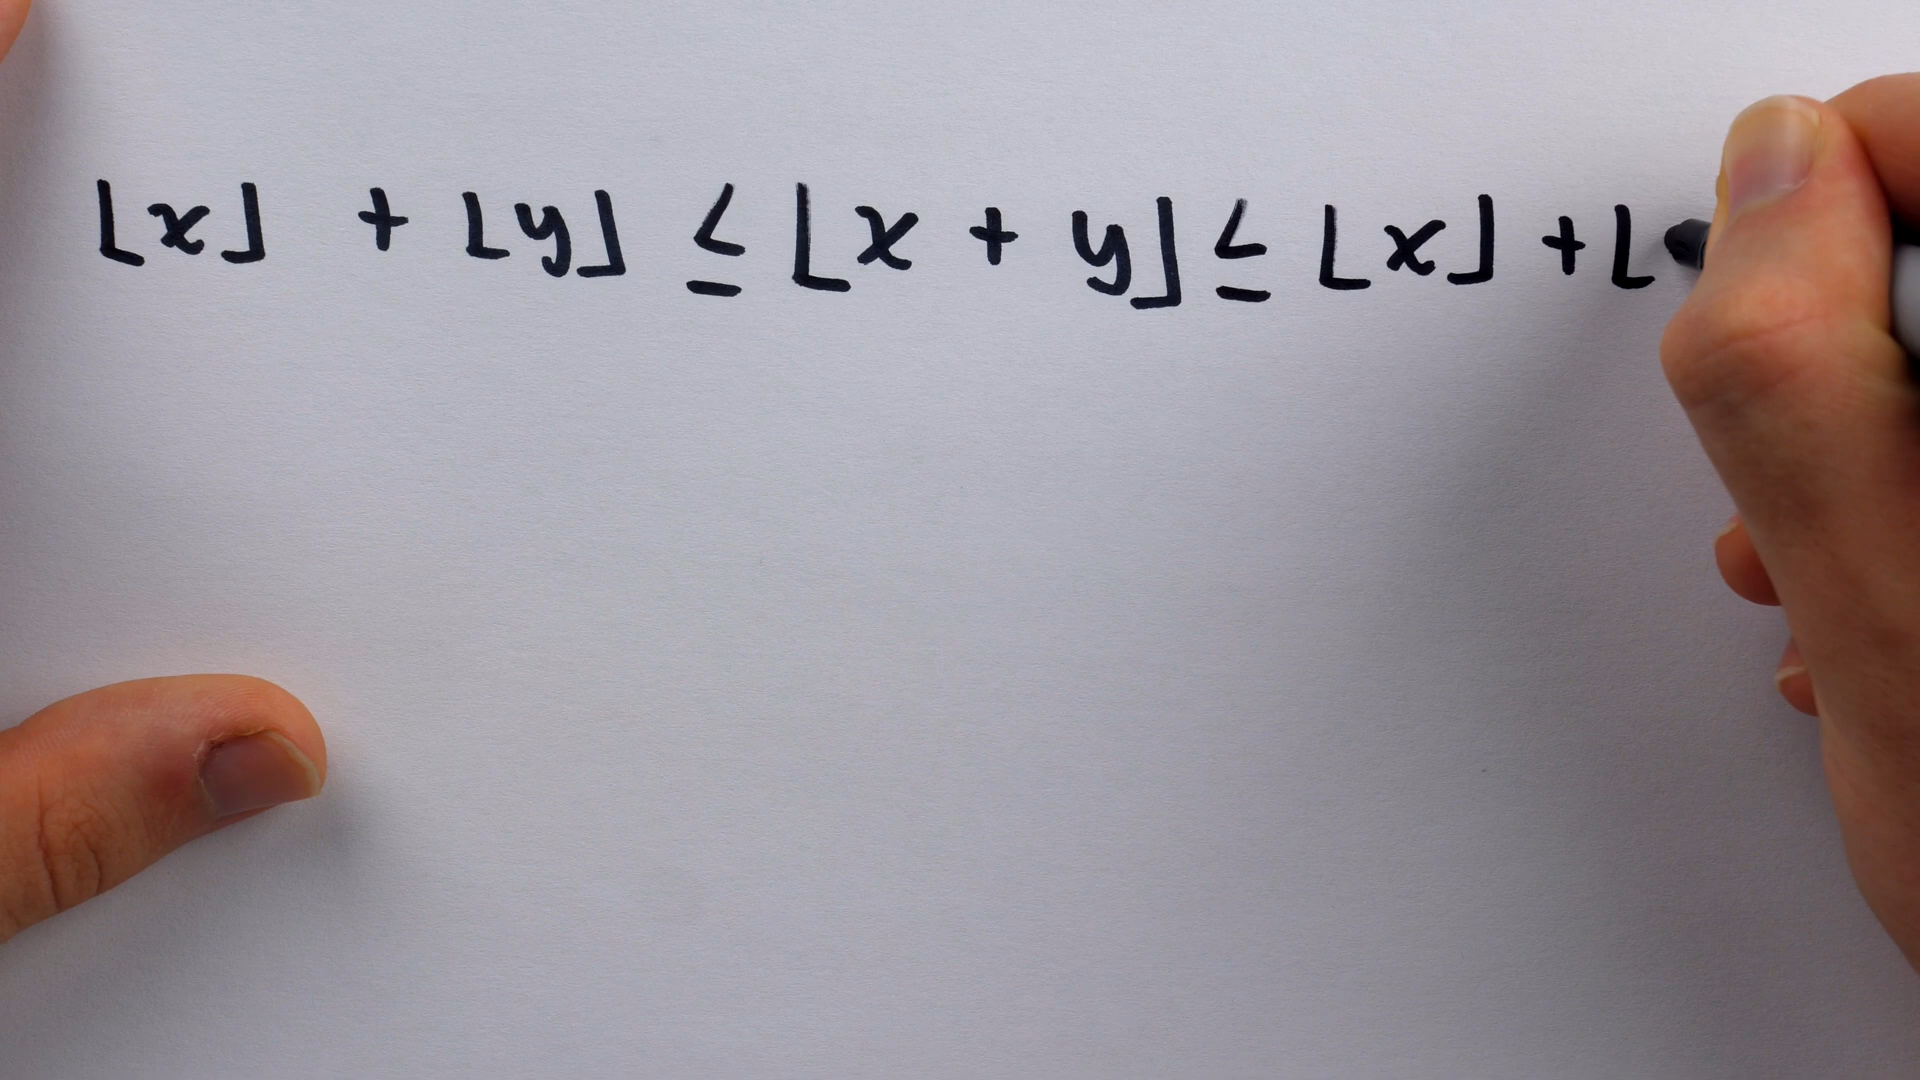 ⌊x⌋ + ⌊y⌋ ≤ ⌊x + y⌋ ≤ ⌊x⌋ + ⌊